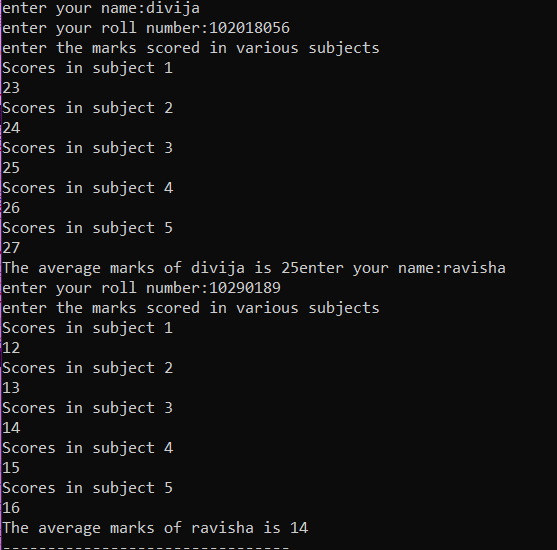 enter your name:divija
enter your roll number:102018056
enter the marks scored in various subjects
Scores in subject 1
23
Scores in subject 2
24
Scores in subject 3
25
Scores in subject 4
26
Scores in subject 5
27
The average marks of divija is 25enter your name:ravisha
enter your roll number:10290189
enter the marks scored in various subjects
Scores in subject 1
12
Scores in subject 2
13
Scores in subject 3
14
Scores in subject 4
15
Scores in subject 5
16
The average marks of ravisha is 14
--------------------------------